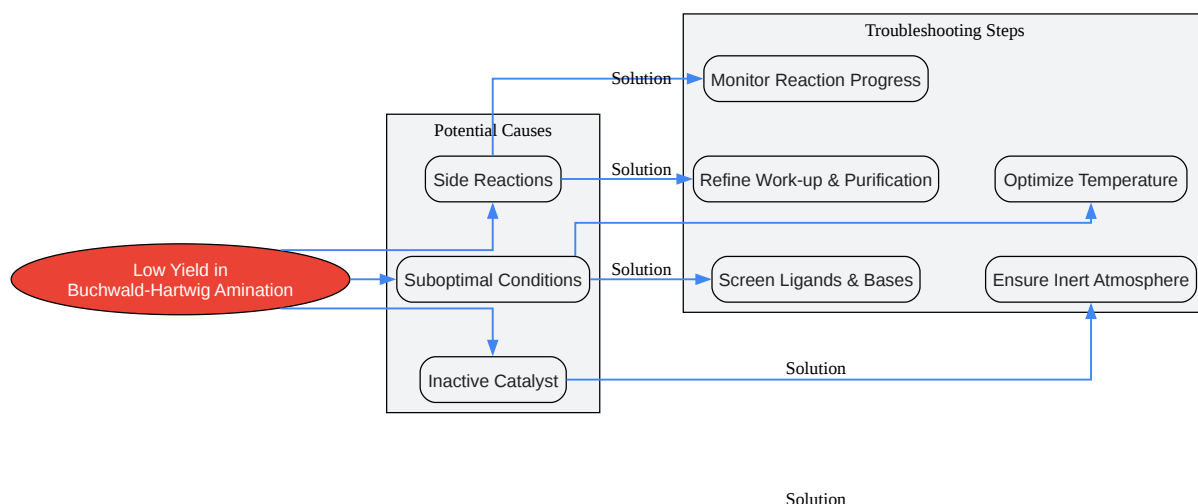 Troubleshooting Steps
Solution
Monitor Reaction Progress
Potential Causes
Side Reactions
Solution
Refine Work-up & Purification
Optimize Temperature
Low Yield in
Buchwald-Hartwig Amination
Suboptimal Conditions
Solution
Screen Ligands & Bases
Ensure Inert Atmosphere
Inactive Catalyst
Solution
Solution